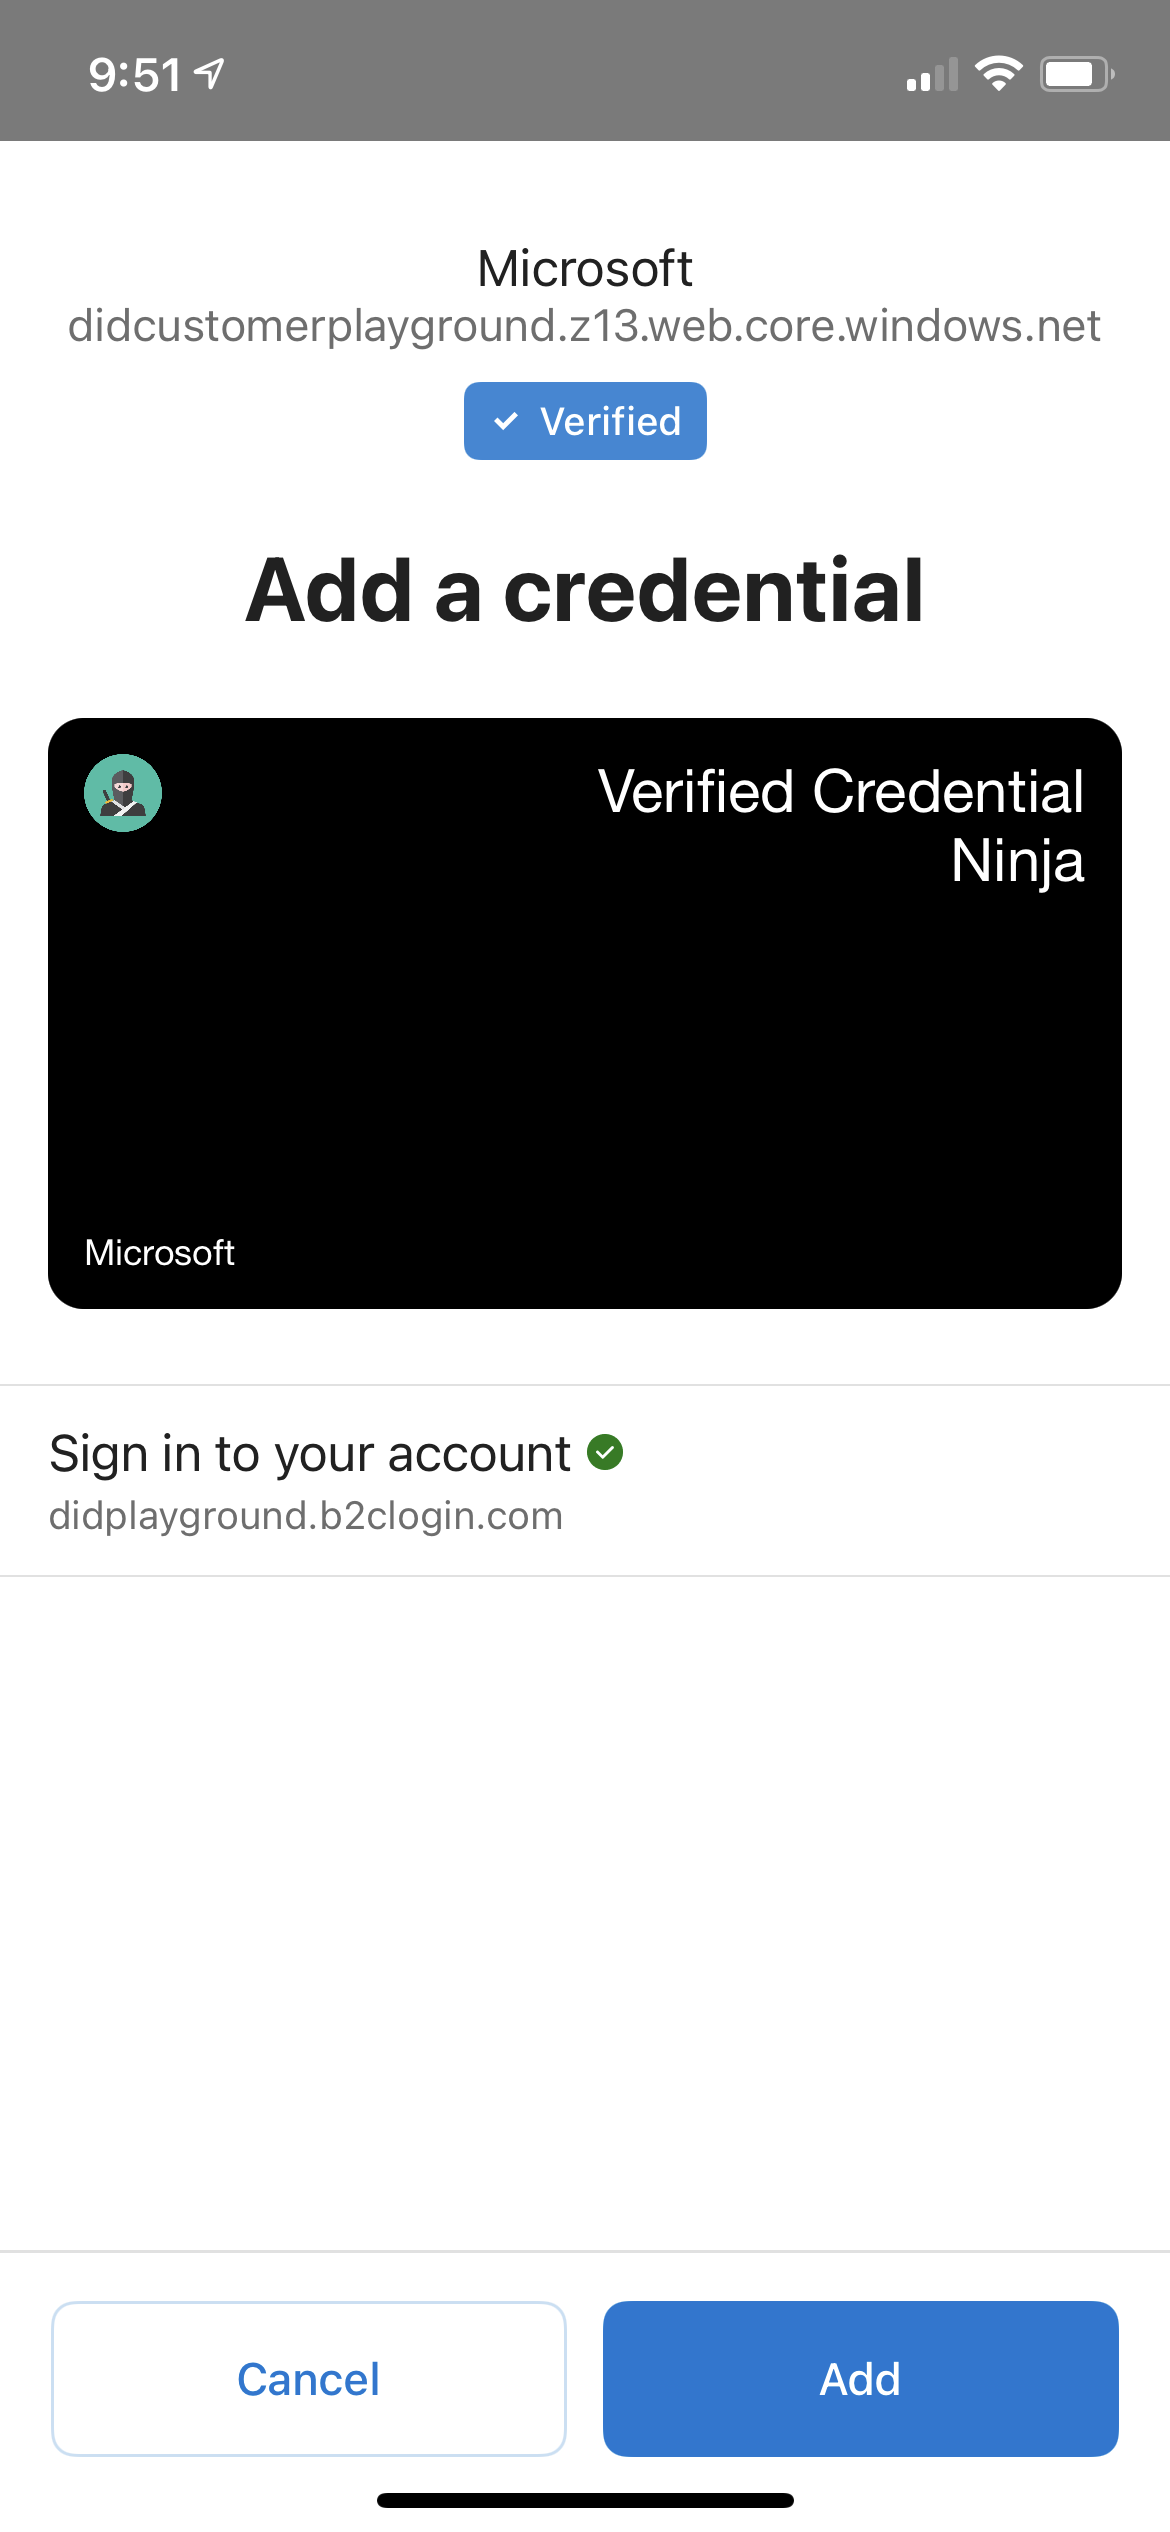 9:51
Microsoft
didcustomerplayground.z13.web.core.windows.net
Verified
Add a credential
Verified Credential
Ninja
Microsoft
Sign in to your account
didplayground.b2clogin.com
Cancel
Add